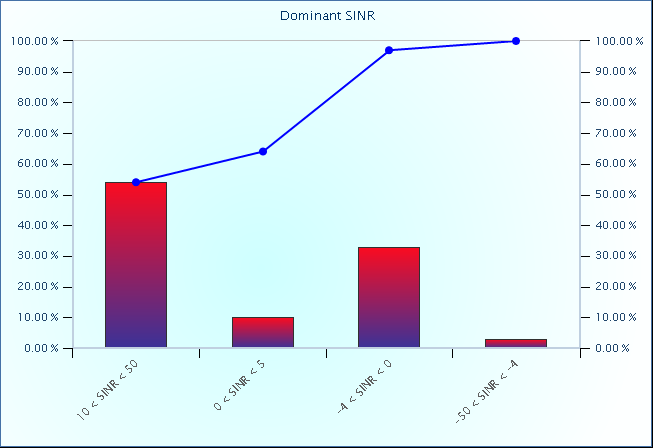 Dominant SINR
100.00 % 100.00 %
90.00 % 90.00 %
80.00 % 80.00 %
70.00 % 70.00 %
60.00 % 60.00 %
50.00 % 50.00 %
40.00 % 40.00 %
30.00 % 30.00 %
20.00 % 20.00 %
10.00 % 10.00 %
0.00 % 0.00 %
10 < SINR < 50
0 < SINR < 5
-4 < SINR < 0
-50 < SINR < -4